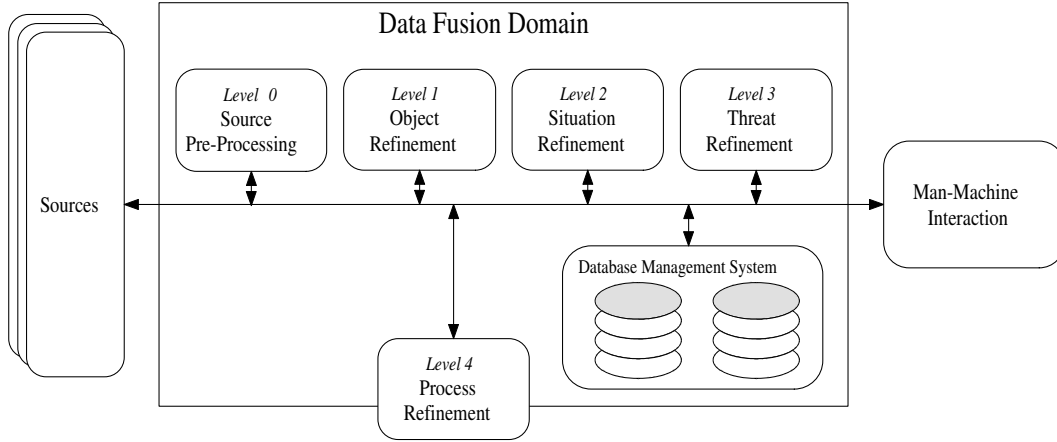 Data Fusion Domain
Level 0
Source
Pre-Processing
Level 1
Object
Refinement
Level 2
Situation
Refinement
Level 3
Threat
Refinement
Sources
Man-Machine
Interaction
Database Management System
Level 4
Process
Refinement